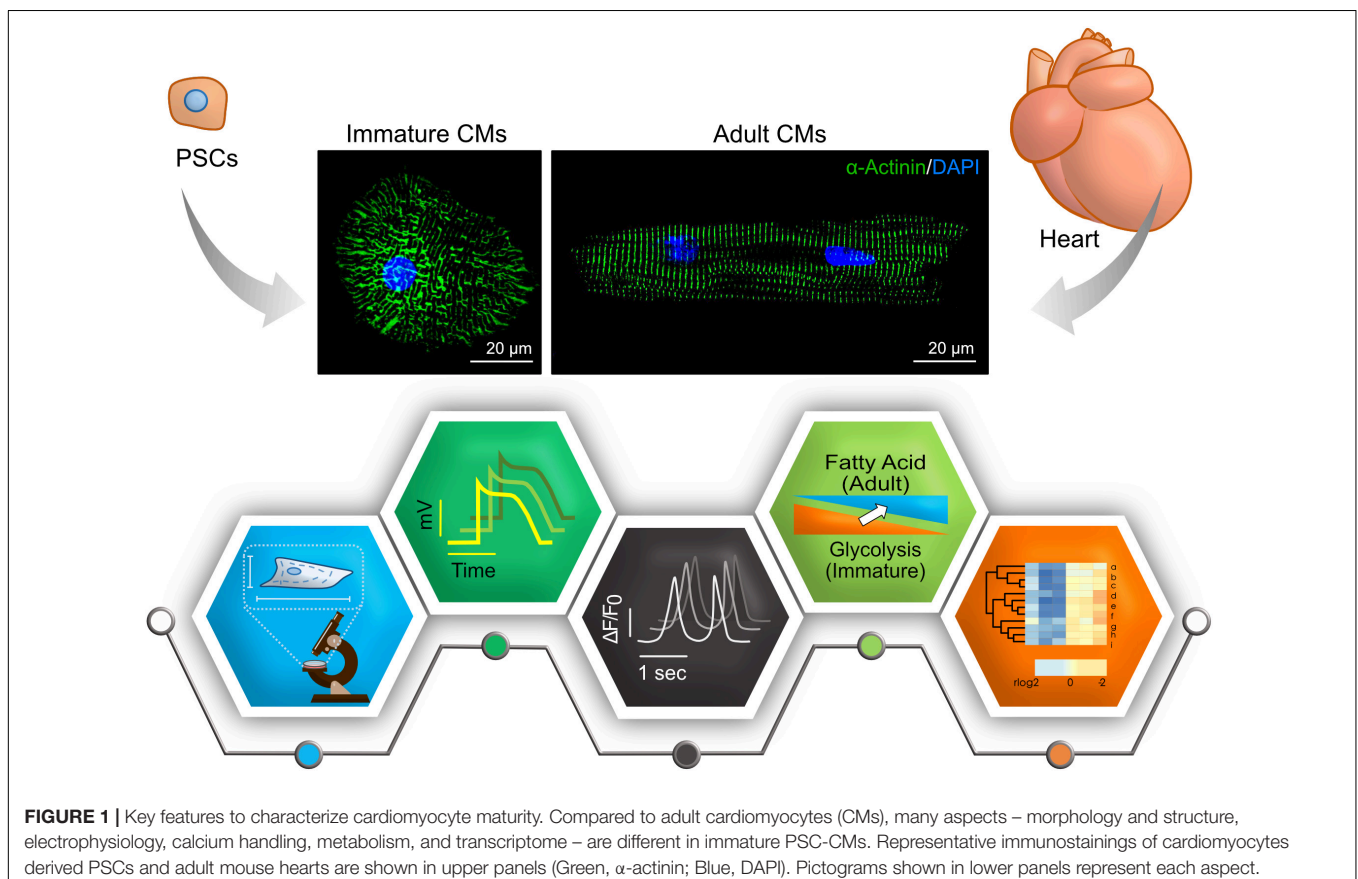 PSCs
Immature CMs
Adult CMs
α-Actinin/DAPI
20 µm
20 µm
Heart
mV
Time
ΔF/F0
1 sec
Fatty Acid
(Adult)
Glycolysis
(Immature)
a
b
c
d
e
f
g
h
i
rlog2 0 -2
FIGURE 1 | Key features to characterize cardiomyocyte maturity. Compared to adult cardiomyocytes (CMs), many aspects – morphology and structure,
electrophysiology, calcium handling, metabolism, and transcriptome – are different in immature PSC-CMs. Representative immunostainings of cardiomyocytes
derived PSCs and adult mouse hearts are shown in upper panels (Green, α-actinin; Blue, DAPI). Pictograms shown in lower panels represent each aspect.